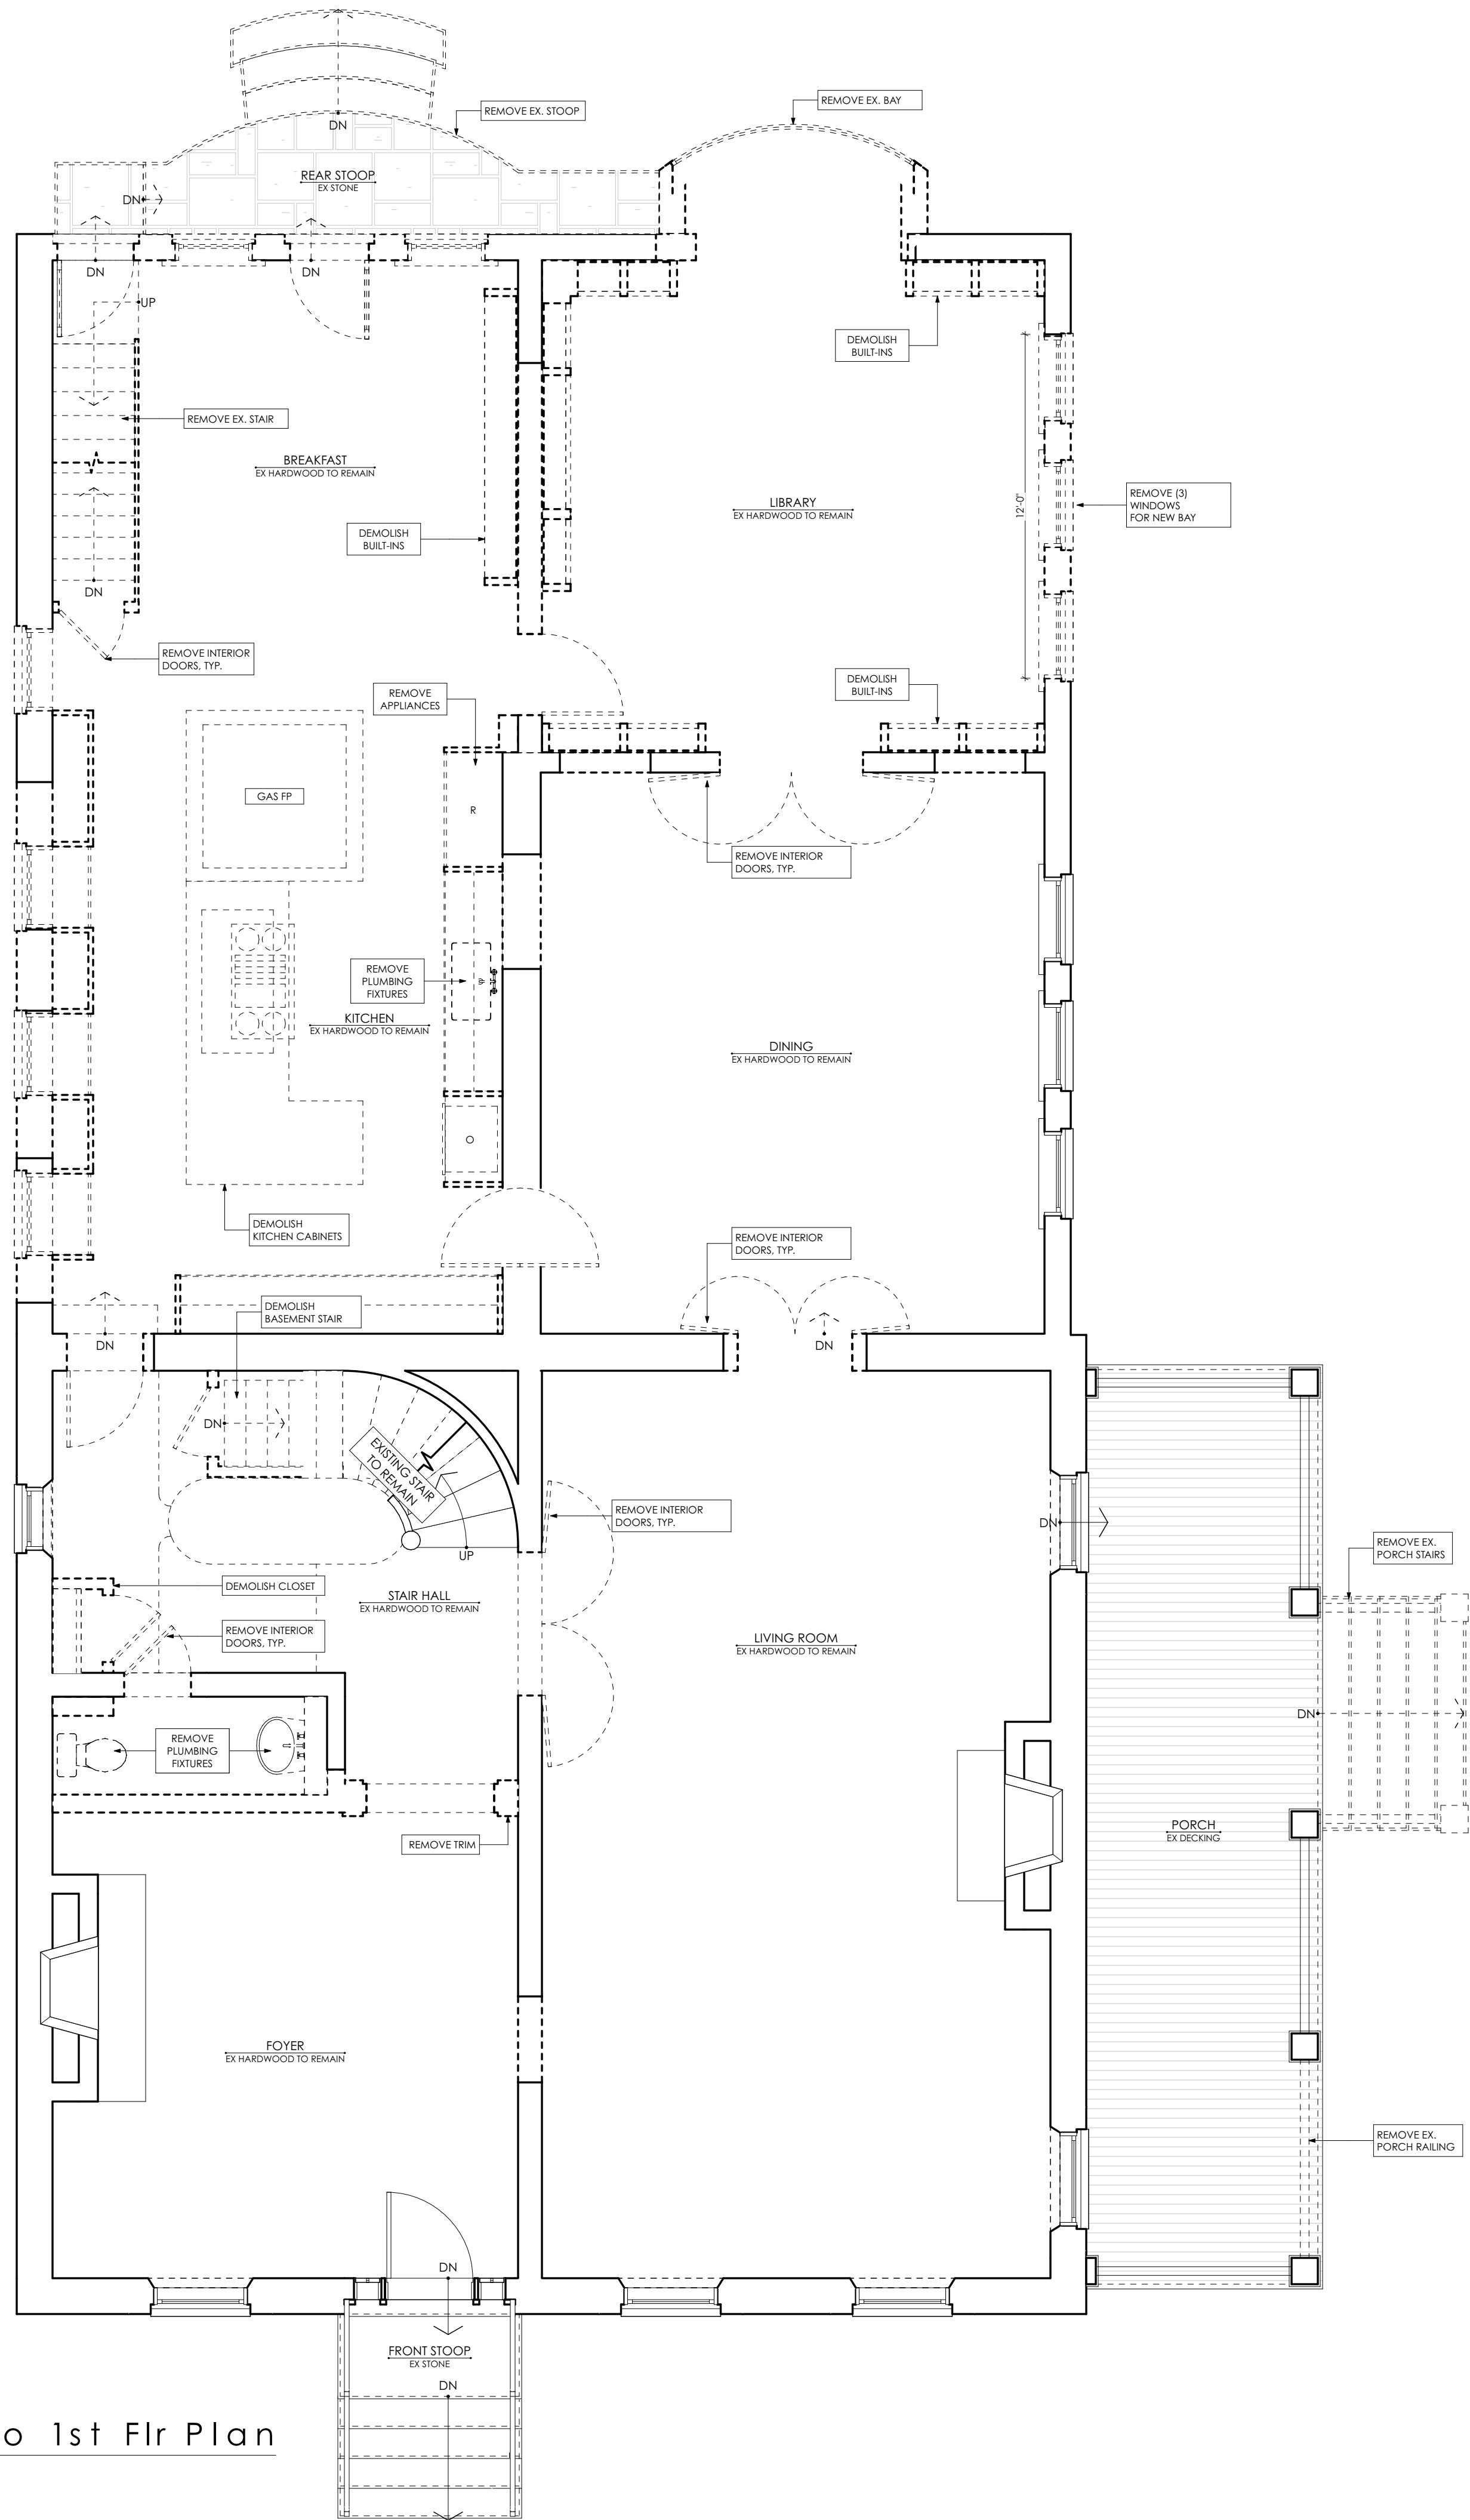 REMOVE EX. BAY
REMOVE EX. STOOP
DN
REAR STOOP
EX STONE
DN
DN
DN
UP
DEMOLISH
BUILT-INS
REMOVE EX. STAIR
BREAKFAST
EX HARDWOOD TO REMAIN
LIBRARY
EX HARDWOOD TO REMAIN
12'-0"
REMOVE (3)
WINDOWS
FOR NEW BAY
DEMOLISH
BUILT-INS
DN
REMOVE INTERIOR
DOORS, TYP.
REMOVE
APPLIANCES
DEMOLISH
BUILT-INS
GAS FP
R
REMOVE INTERIOR
DOORS, TYP.
REMOVE
PLUMBING
FIXTURES
KITCHEN
EX HARDWOOD TO REMAIN
DINING
EX HARDWOOD TO REMAIN
O
DEMOLISH
KITCHEN CABINETS
REMOVE INTERIOR
DOORS, TYP.
DEMOLISH
BASEMENT STAIR
DN
DN
DN
EXISTING STAIR
TO REMAIN
REMOVE INTERIOR
DOORS, TYP.
DN
UP
REMOVE EX.
PORCH STAIRS
DEMOLISH CLOSET
STAIR HALL
EX HARDWOOD TO REMAIN
REMOVE INTERIOR
DOORS, TYP.
LIVING ROOM
EX HARDWOOD TO REMAIN
DN
REMOVE
PLUMBING
FIXTURES
REMOVE TRIM
PORCH
EX DECKING
FOYER
EX HARDWOOD TO REMAIN
REMOVE EX.
PORCH RAILING
DN
FRONT STOOP
EX STONE
DN
o 1st Flr Plan